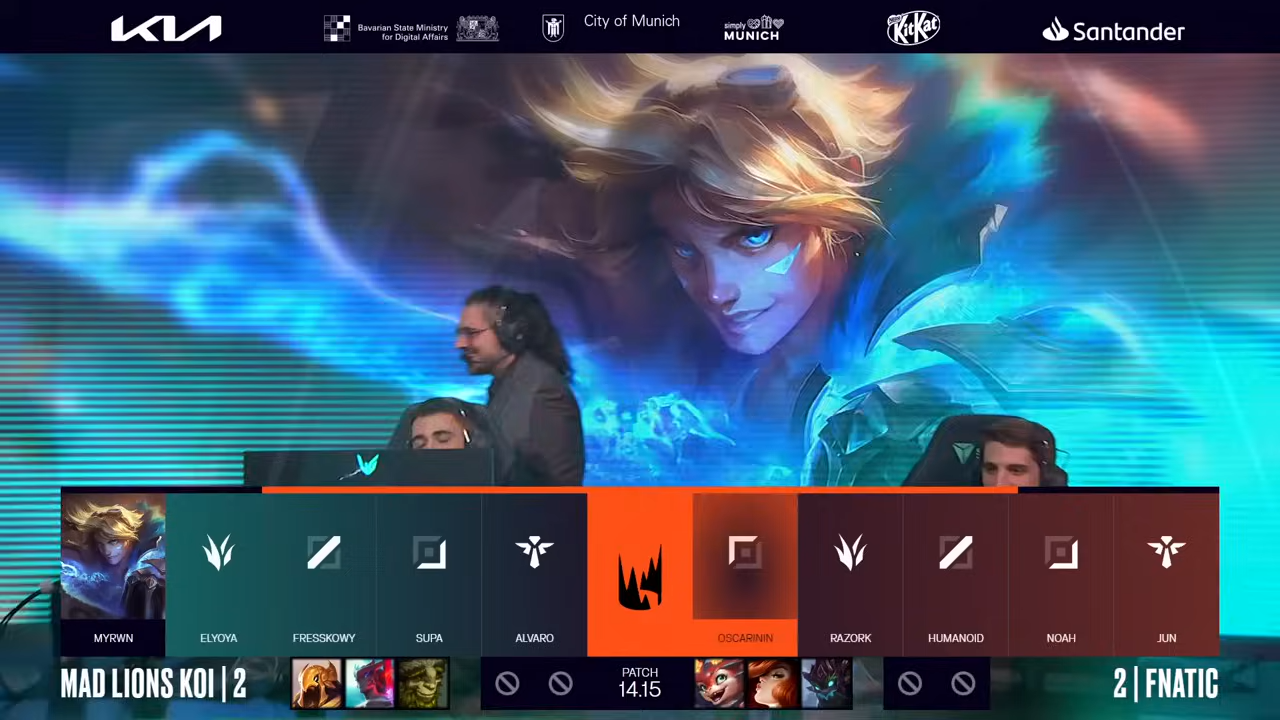 KIA
Bavarian State Ministry
for Digital Affairs
City of Munich
simply
MUNICH
KitKat
Santander
MYRWN
ELYOYA
FRESSKOWY
SUPA
ALVARO
OSCARININ
RAZORK
HUMANOID
NOAH
JUN
MAD LIONS KOI | 2
PATCH
14.15
2 | FNATIC